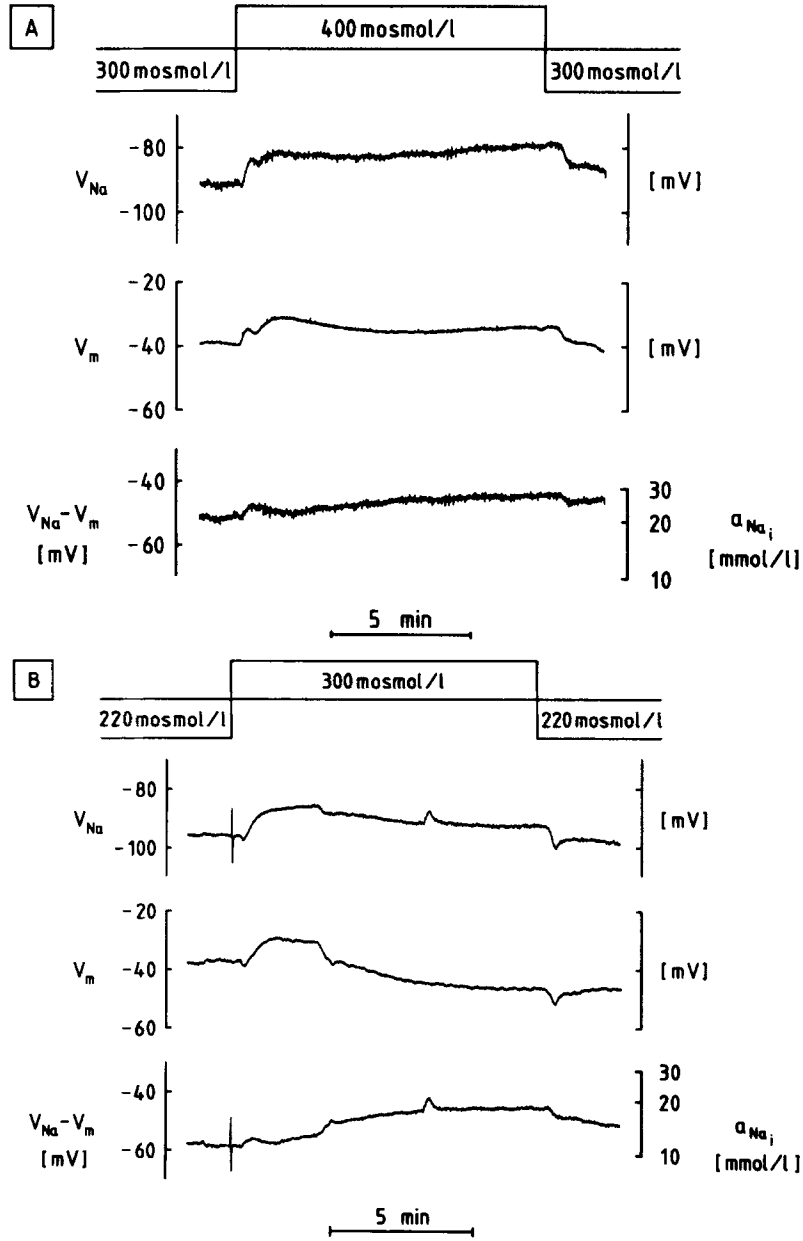 A
400 mosmol/l
300 mosmol/l
300 mosmol/l
-80
V_Na
[mV]
-100
-20
V_m
-40
[mV]
-60
-40
30
V_Na-V_m
20
a_Na_i
[mV]
-60
[mmol/l]
10
5 min
B
300 mosmol/l
220 mosmol/l
220 mosmol/l
-80
V_Na
[mV]
-100
-20
V_m
-40
[mV]
-60
-40
30
20
V_Na-V_m
a_Na_i
[mV]
-60
10
[mmol/l]
5 min